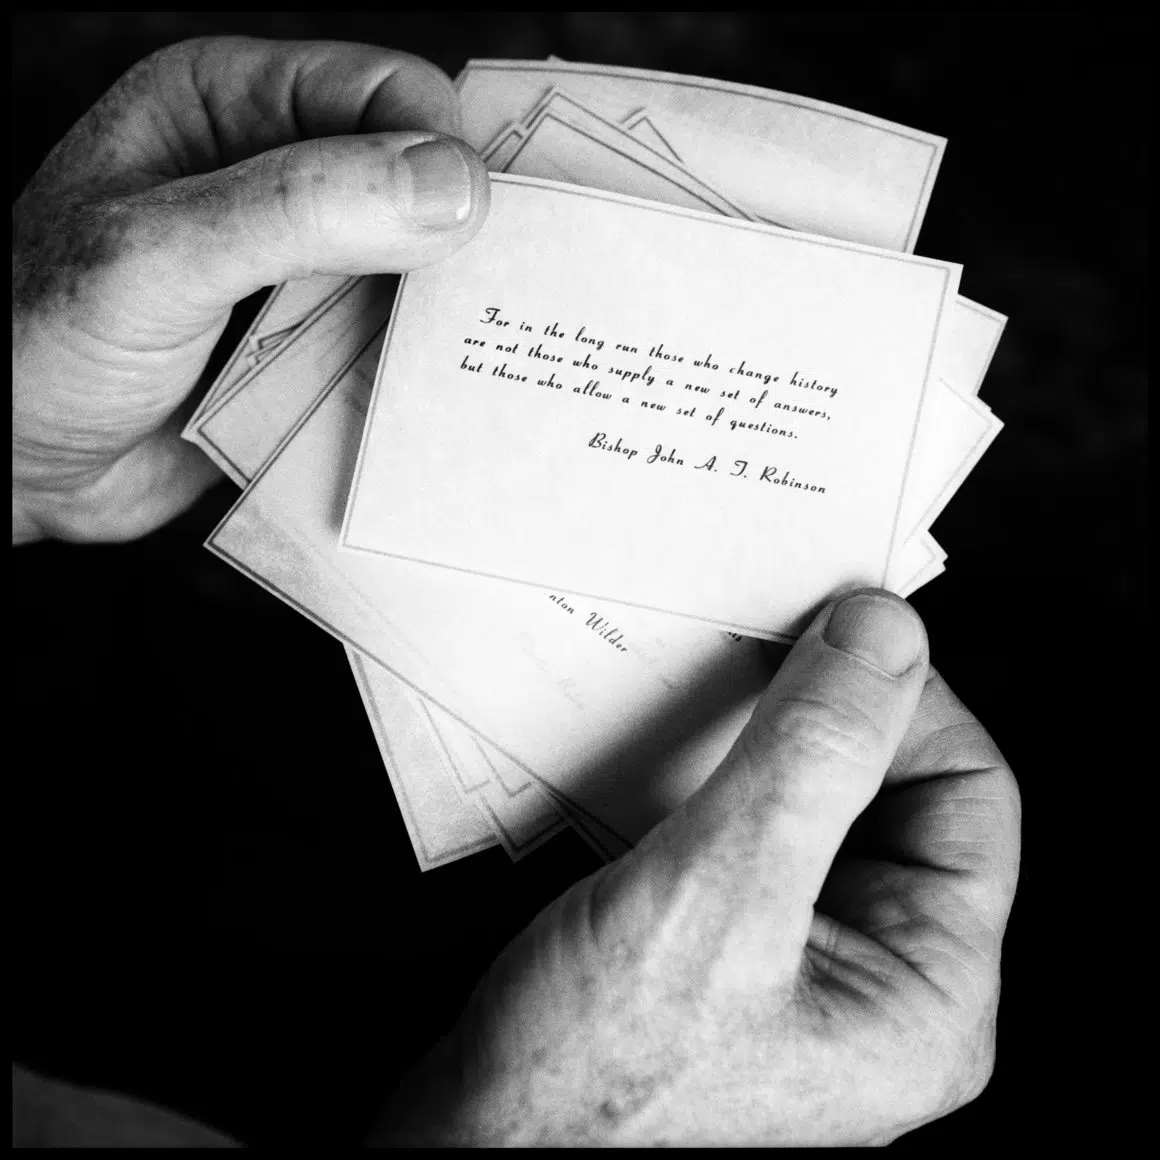 For in the long run those who change history
are not those who supply a new set of answers,
but those who allow a new set of questions.
Bishop John A. T. Robinson
nton Wilder